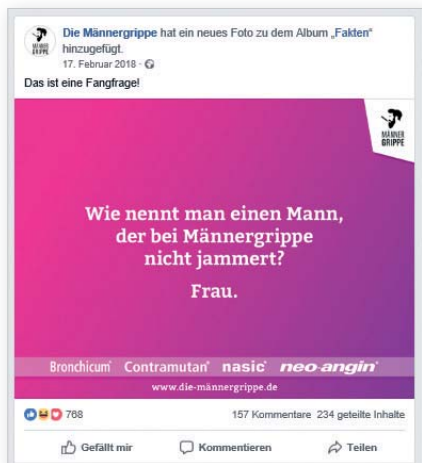 Die Männergrippe hat ein neues Foto zu dem Album „Fakten“
hinzugefügt.
17. Februar 2018 ·
Das ist eine Fangfrage!
MÄNNER
GRIPPE
MÄNNER
GRIPPE
Wie nennt man einen Mann,
der bei Männergrippe
nicht jammert?
Frau.
Bronchicum® Contramutan® nasic® neo-angin®
www.die-männergrippe.de
768 157 Kommentare 234 geteilte Inhalte
Gefällt mir Kommentieren Teilen